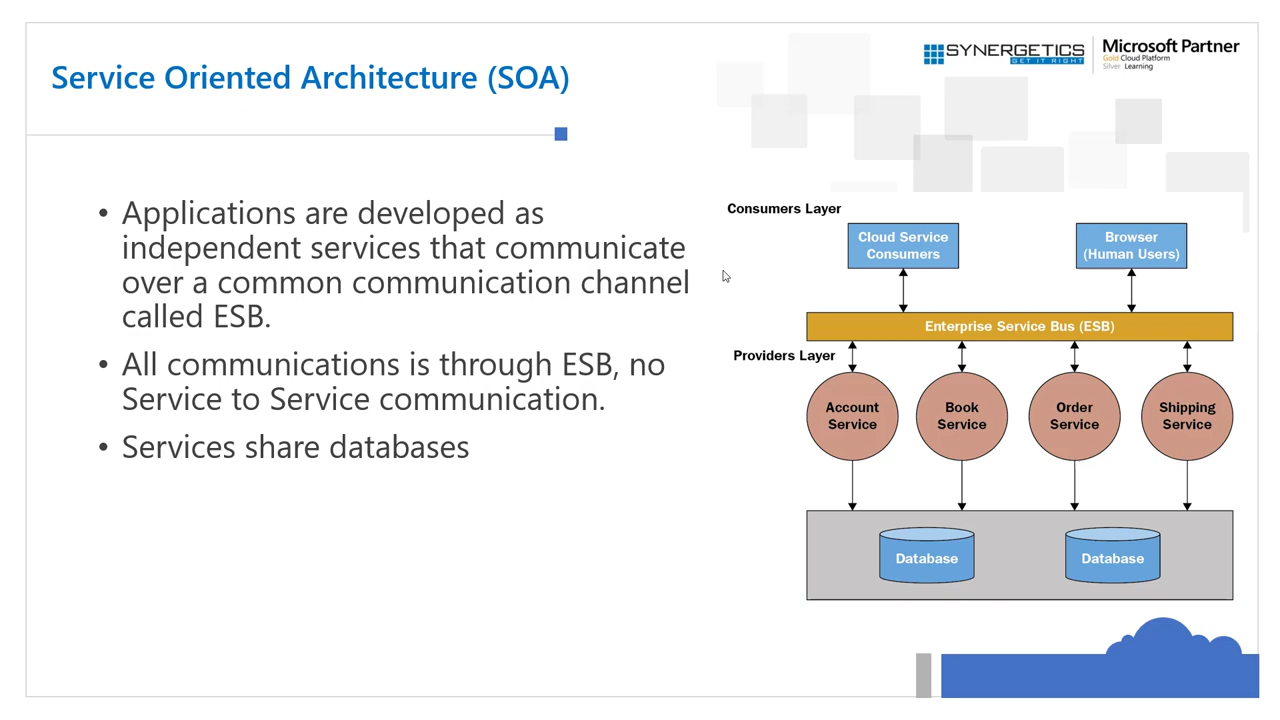 SYNERGETICS
GET IT RIGHT
Microsoft Partner
Gold Cloud Platform
Silver Learning
Service Oriented Architecture (SOA)
• Applications are developed as
independent services that communicate
over a common communication channel
called ESB.
• All communications is through ESB, no
Service to Service communication.
• Services share databases
Consumers Layer
Cloud Service
Consumers
Browser
(Human Users)
Enterprise Service Bus (ESB)
Providers Layer
Account
Service
Book
Service
Order
Service
Shipping
Service
Database
Database